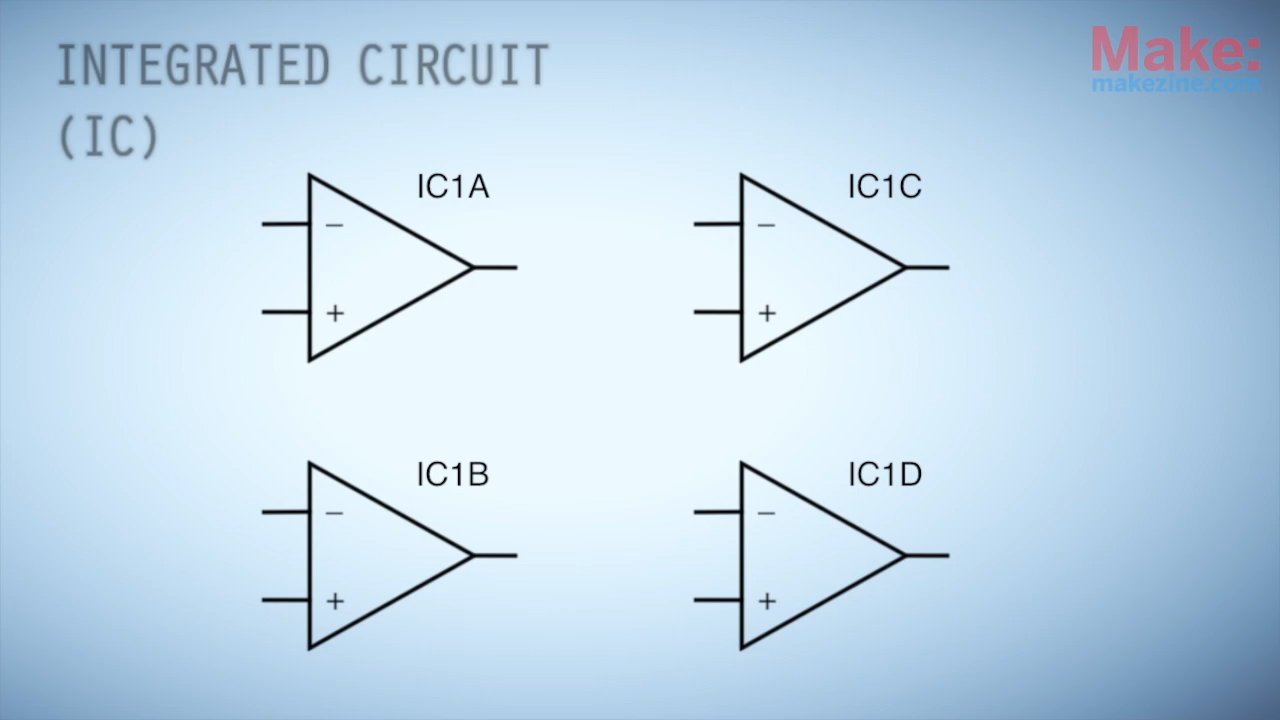 INTEGRATED CIRCUIT
(IC)
Make:
makezine.com
IC1A
IC1C
−
−
+
+
IC1B
IC1D
−
−
+
+